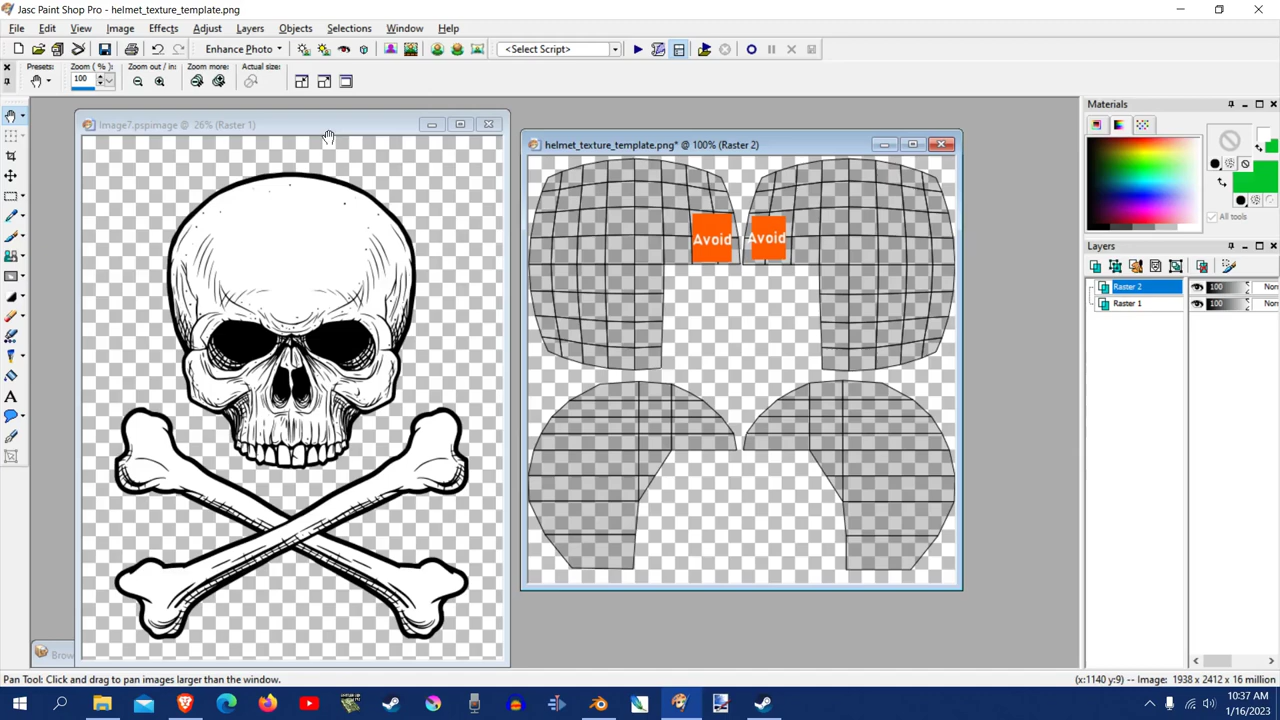 Jasc Paint Shop Pro - helmet_texture_template.png
File Edit View Image Effects Adjust Layers Objects Selections Window Help
Enhance Photo <Select Script>
Presets: Zoom (%): Zoom out / in: Zoom more: Actual size:
100
Materials
Image7.pspimage @ 26% (Raster 1)
helmet_texture_template.png* @ 100% (Raster 2)
All tools
Avoid Avoid
Layers
Raster 2 100 Non
Raster 1 100 Non
Brow
Pan Tool: Click and drag to pan images larger than the window.
(x:1140 y:9) -- Image: 1938 x 2412 x 16 million
10:37 AM
1/16/2023